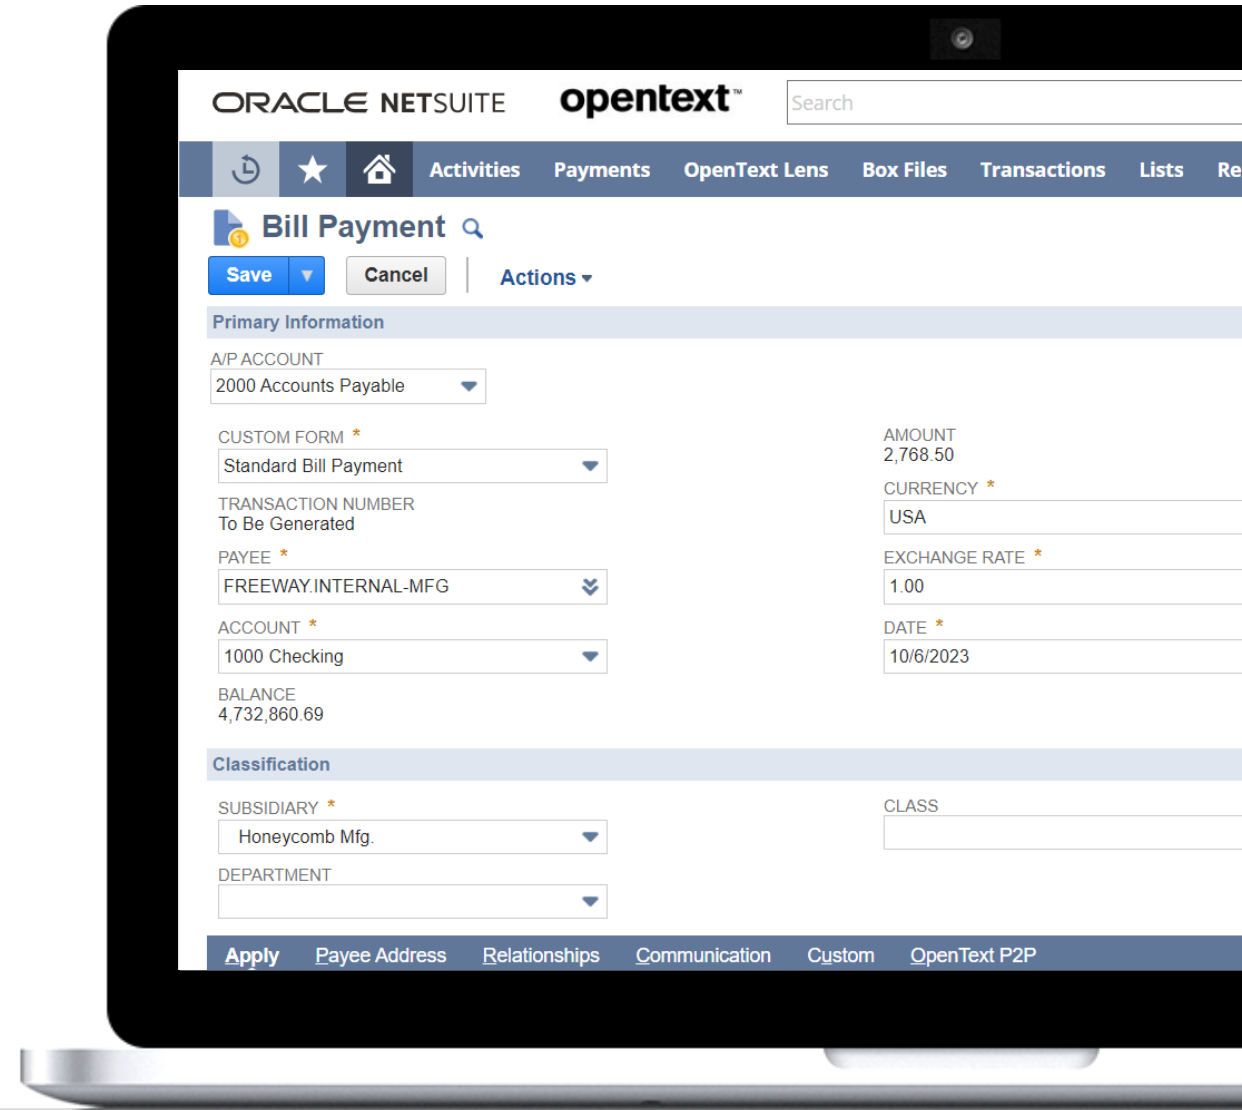 ORACLE NETSUITE opentext™ Search
Activities Payments OpenText Lens Box Files Transactions Lists Re
Bill Payment
Save Cancel Actions
Primary Information
A/P ACCOUNT
2000 Accounts Payable
CUSTOM FORM *
Standard Bill Payment
TRANSACTION NUMBER
To Be Generated
PAYEE *
FREEWAY.INTERNAL-MFG
ACCOUNT *
1000 Checking
BALANCE
4,732,860.69
AMOUNT
2,768.50
CURRENCY *
USA
EXCHANGE RATE *
1.00
DATE *
10/6/2023
Classification
SUBSIDIARY *
Honeycomb Mfg.
DEPARTMENT
CLASS
Apply Payee Address Relationships Communication Custom OpenText P2P